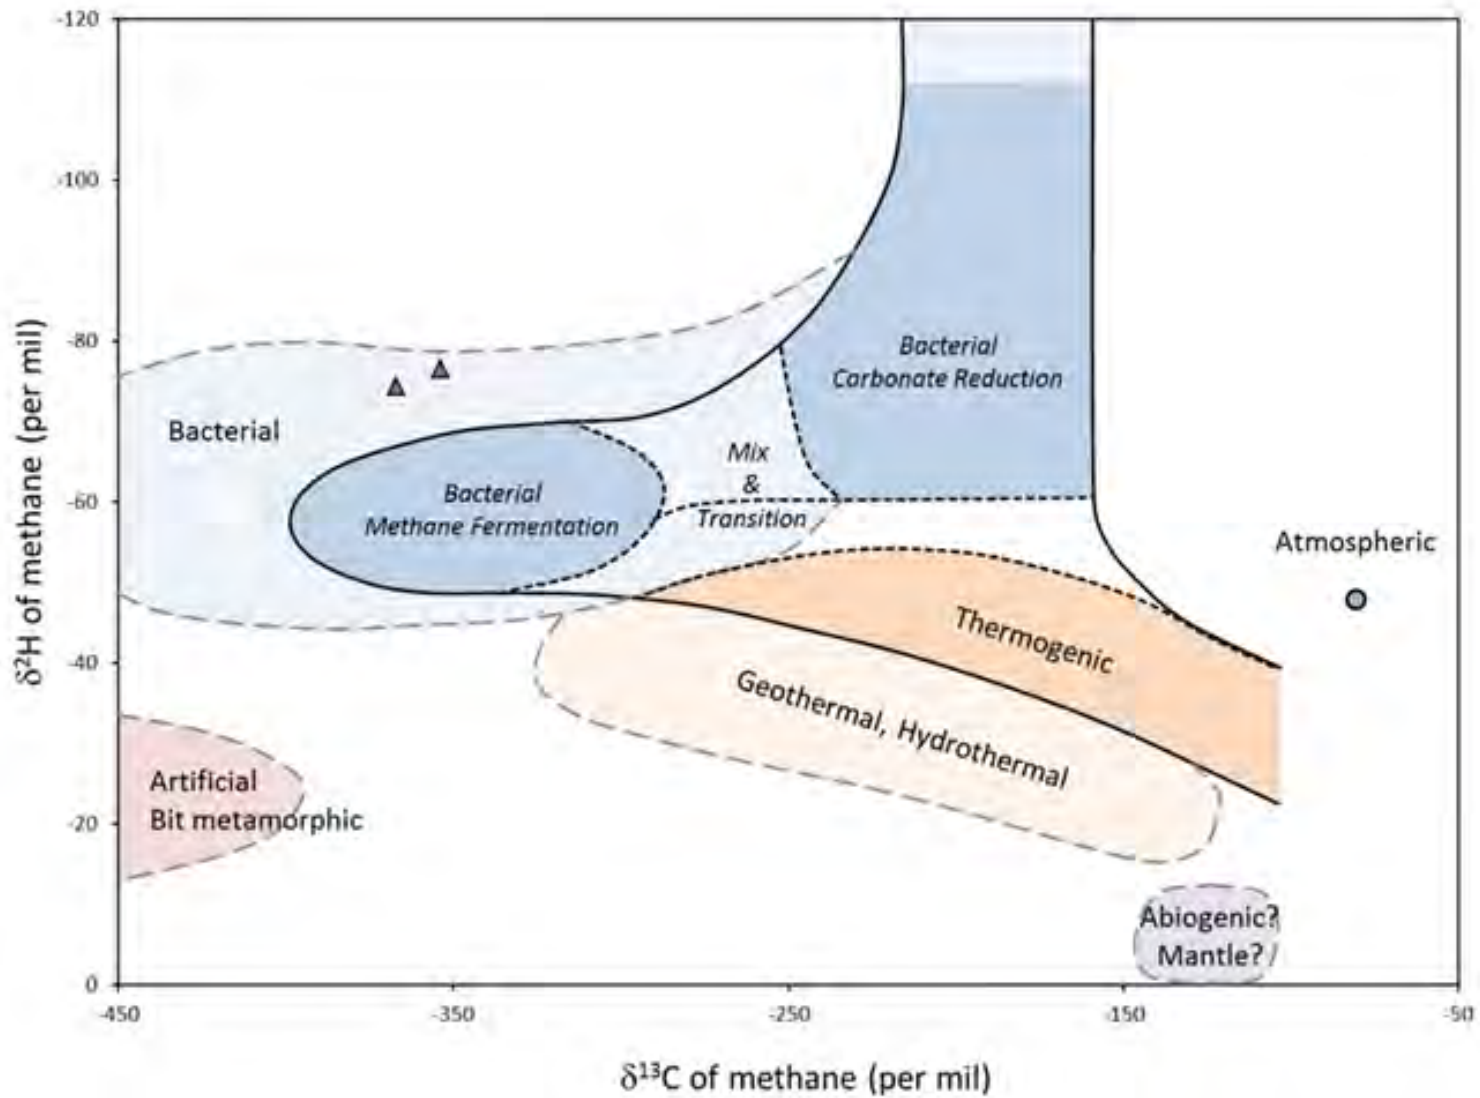 -120
-100
-80
-60
-40
-20
0
-450
-350
-250
-150
-50
δ²H of methane (per mil)
δ¹³C of methane (per mil)
Bacterial
Carbonate Reduction
Bacterial
Mix
&
Transition
Bacterial
Methane Fermentation
Atmospheric
Thermogenic
Geothermal, Hydrothermal
Artificial
Bit metamorphic
Abiogenic?
Mantle?